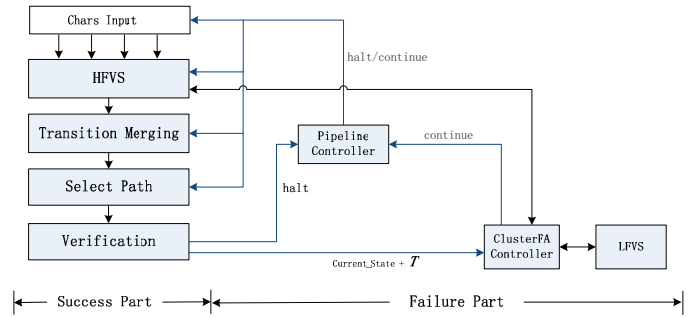 Chars Input
halt/continue
HFVS
Transition Merging
Pipeline
Controller
continue
Select Path
halt
Verification
ClusterFA
Controller
LFVS
Current_State + T
Success Part
Failure Part